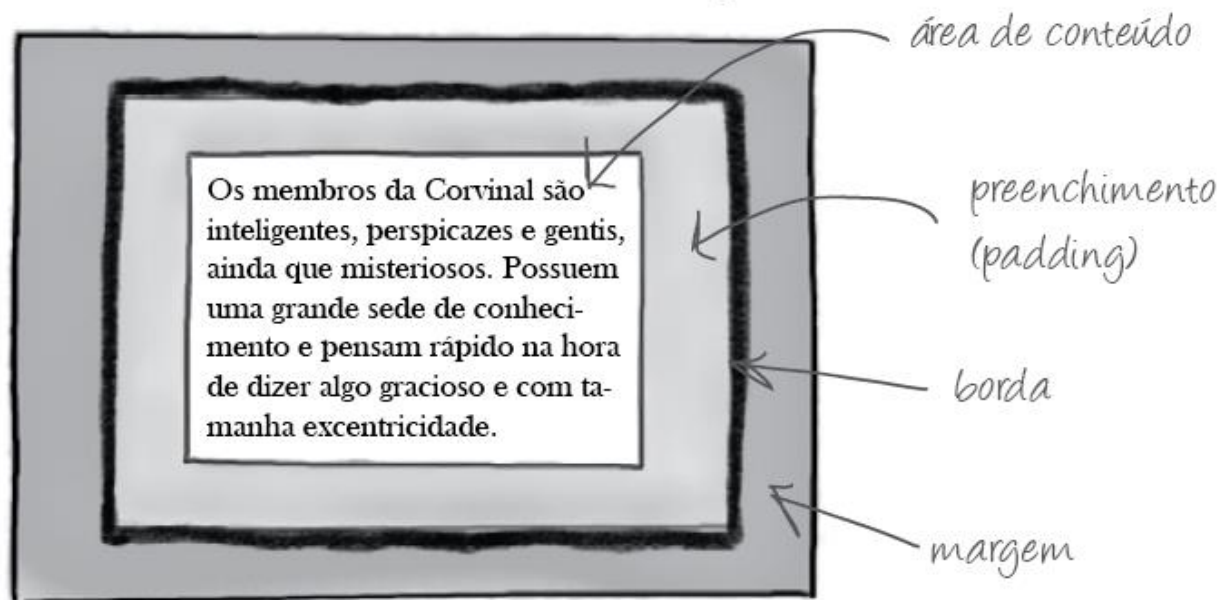 área de conteúdo
Os membros da Corvinal são
inteligentes, perspicazes e gentis,
ainda que misteriosos. Possuem
uma grande sede de conheci-
mento e pensam rápido na hora
de dizer algo gracioso e com ta-
manha excentricidade.
preenchimento
(padding)
borda
margem